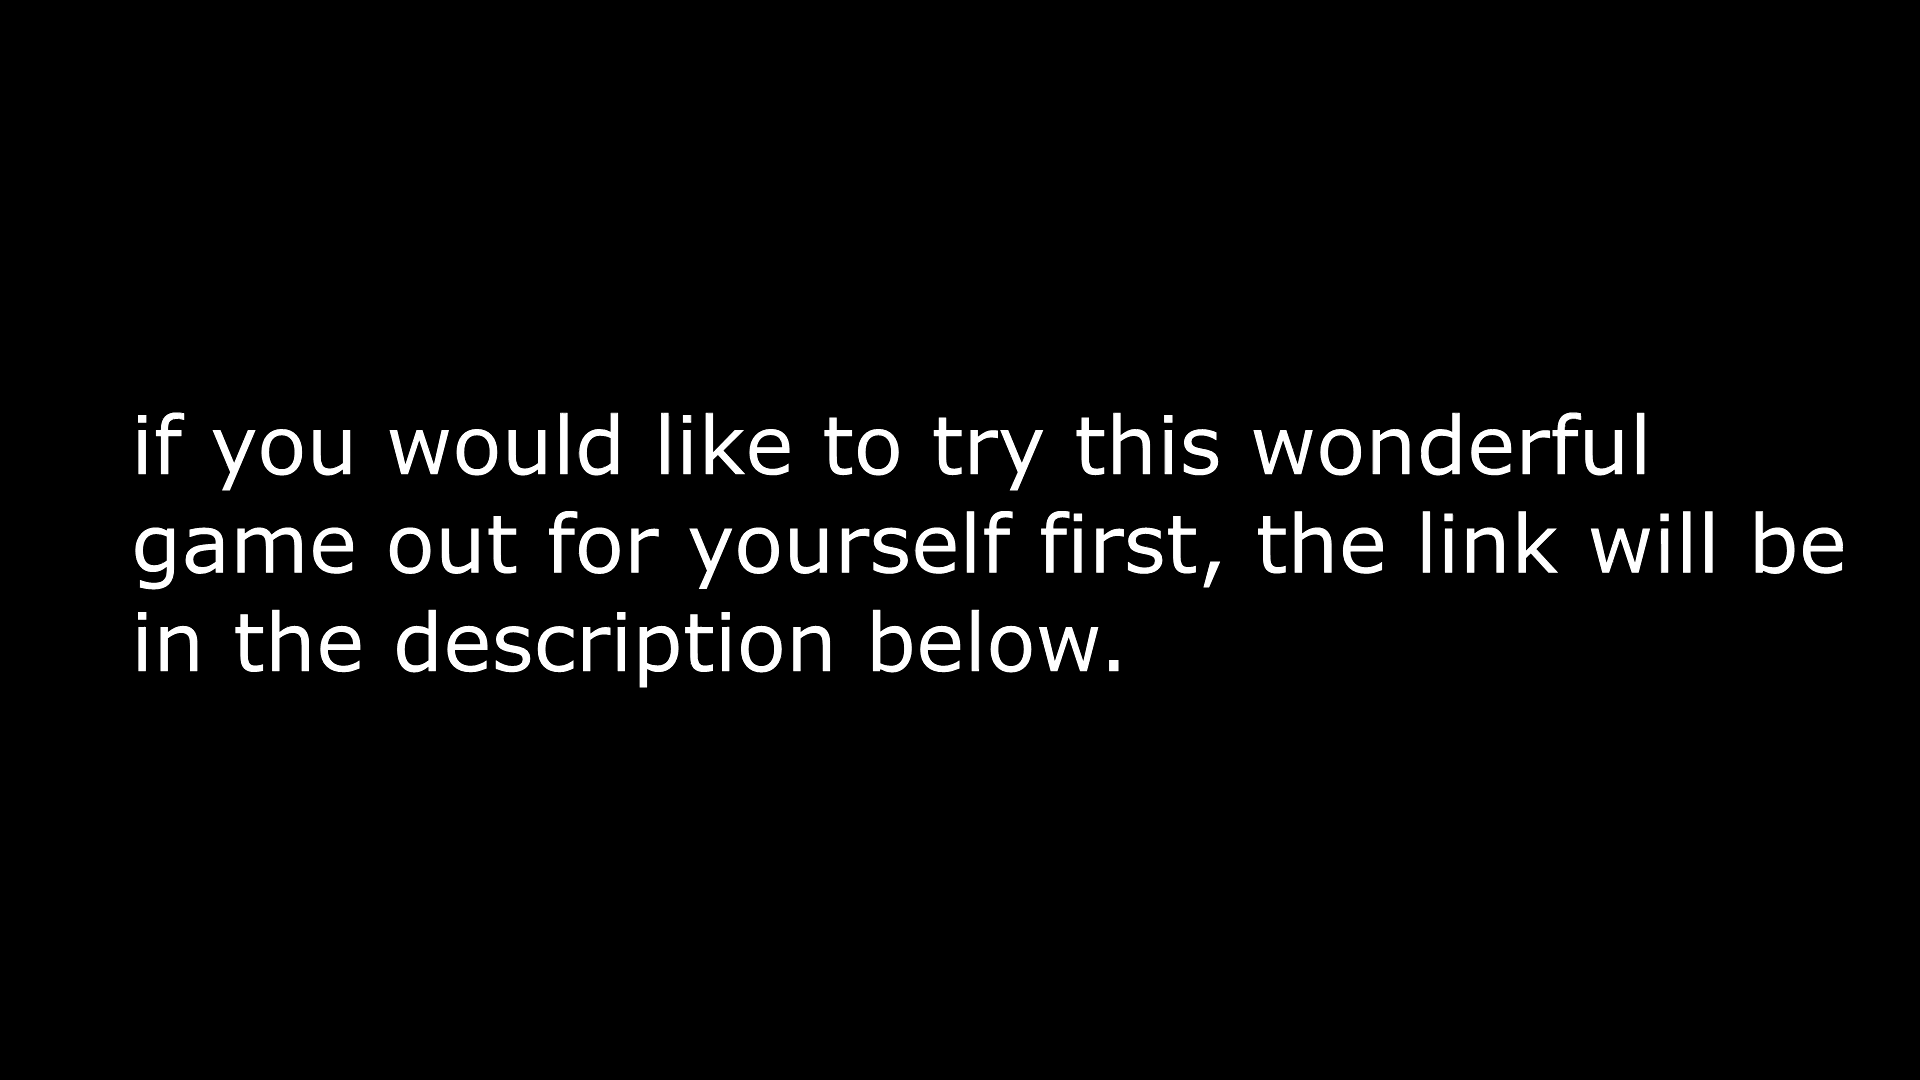 if you would like to try this wonderful
game out for yourself first, the link will be
in the description below.